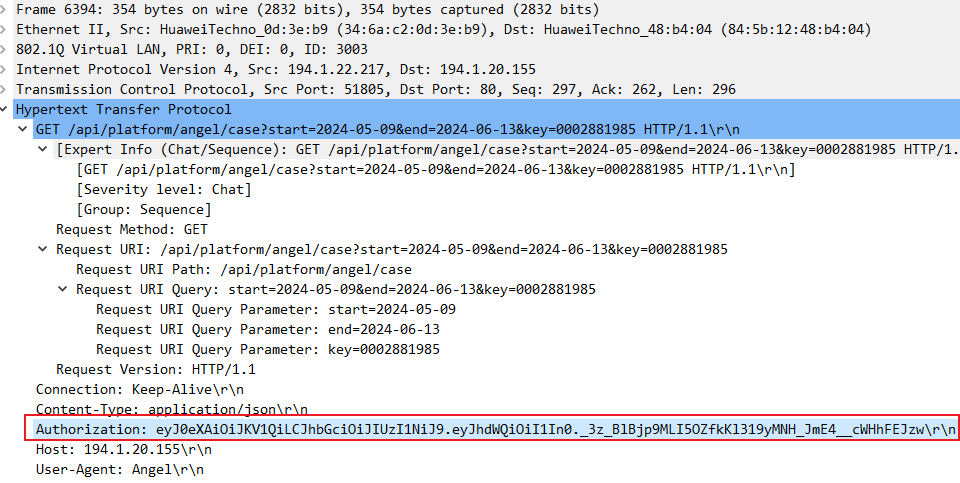 Frame 6394: 354 bytes on wire (2832 bits), 354 bytes captured (2832 bits)
Ethernet II, Src: HuaweiTechno_0d:3e:b9 (34:6a:c2:0d:3e:b9), Dst: HuaweiTechno_48:b4:04 (84:5b:12:48:b4:04)
802.1Q Virtual LAN, PRI: 0, DEI: 0, ID: 3003
Internet Protocol Version 4, Src: 194.1.22.217, Dst: 194.1.20.155
Transmission Control Protocol, Src Port: 51805, Dst Port: 80, Seq: 297, Ack: 262, Len: 296
Hypertext Transfer Protocol
GET /api/platform/angel/case?start=2024-05-09&end=2024-06-13&key=0002881985 HTTP/1.1\r\n
[Expert Info (Chat/Sequence): GET /api/platform/angel/case?start=2024-05-09&end=2024-06-13&key=0002881985 HTTP/1.
[GET /api/platform/angel/case?start=2024-05-09&end=2024-06-13&key=0002881985 HTTP/1.1\r\n]
[Severity level: Chat]
[Group: Sequence]
Request Method: GET
Request URI: /api/platform/angel/case?start=2024-05-09&end=2024-06-13&key=0002881985
Request URI Path: /api/platform/angel/case
Request URI Query: start=2024-05-09&end=2024-06-13&key=0002881985
Request URI Query Parameter: start=2024-05-09
Request URI Query Parameter: end=2024-06-13
Request URI Query Parameter: key=0002881985
Request Version: HTTP/1.1
Connection: Keep-Alive\r\n
Content-Type: application/json\r\n
Authorization: eyJ0eXAiOiJKV1QiLCJhbGciOiJIUzI1NiJ9.eyJhdWQiOiI1In0._3z_BlBjp9MLI5OZfkKl319yMNH_JmE4__cWHhFEJzw\r\n
Host: 194.1.20.155\r\n
User-Agent: Angel\r\n